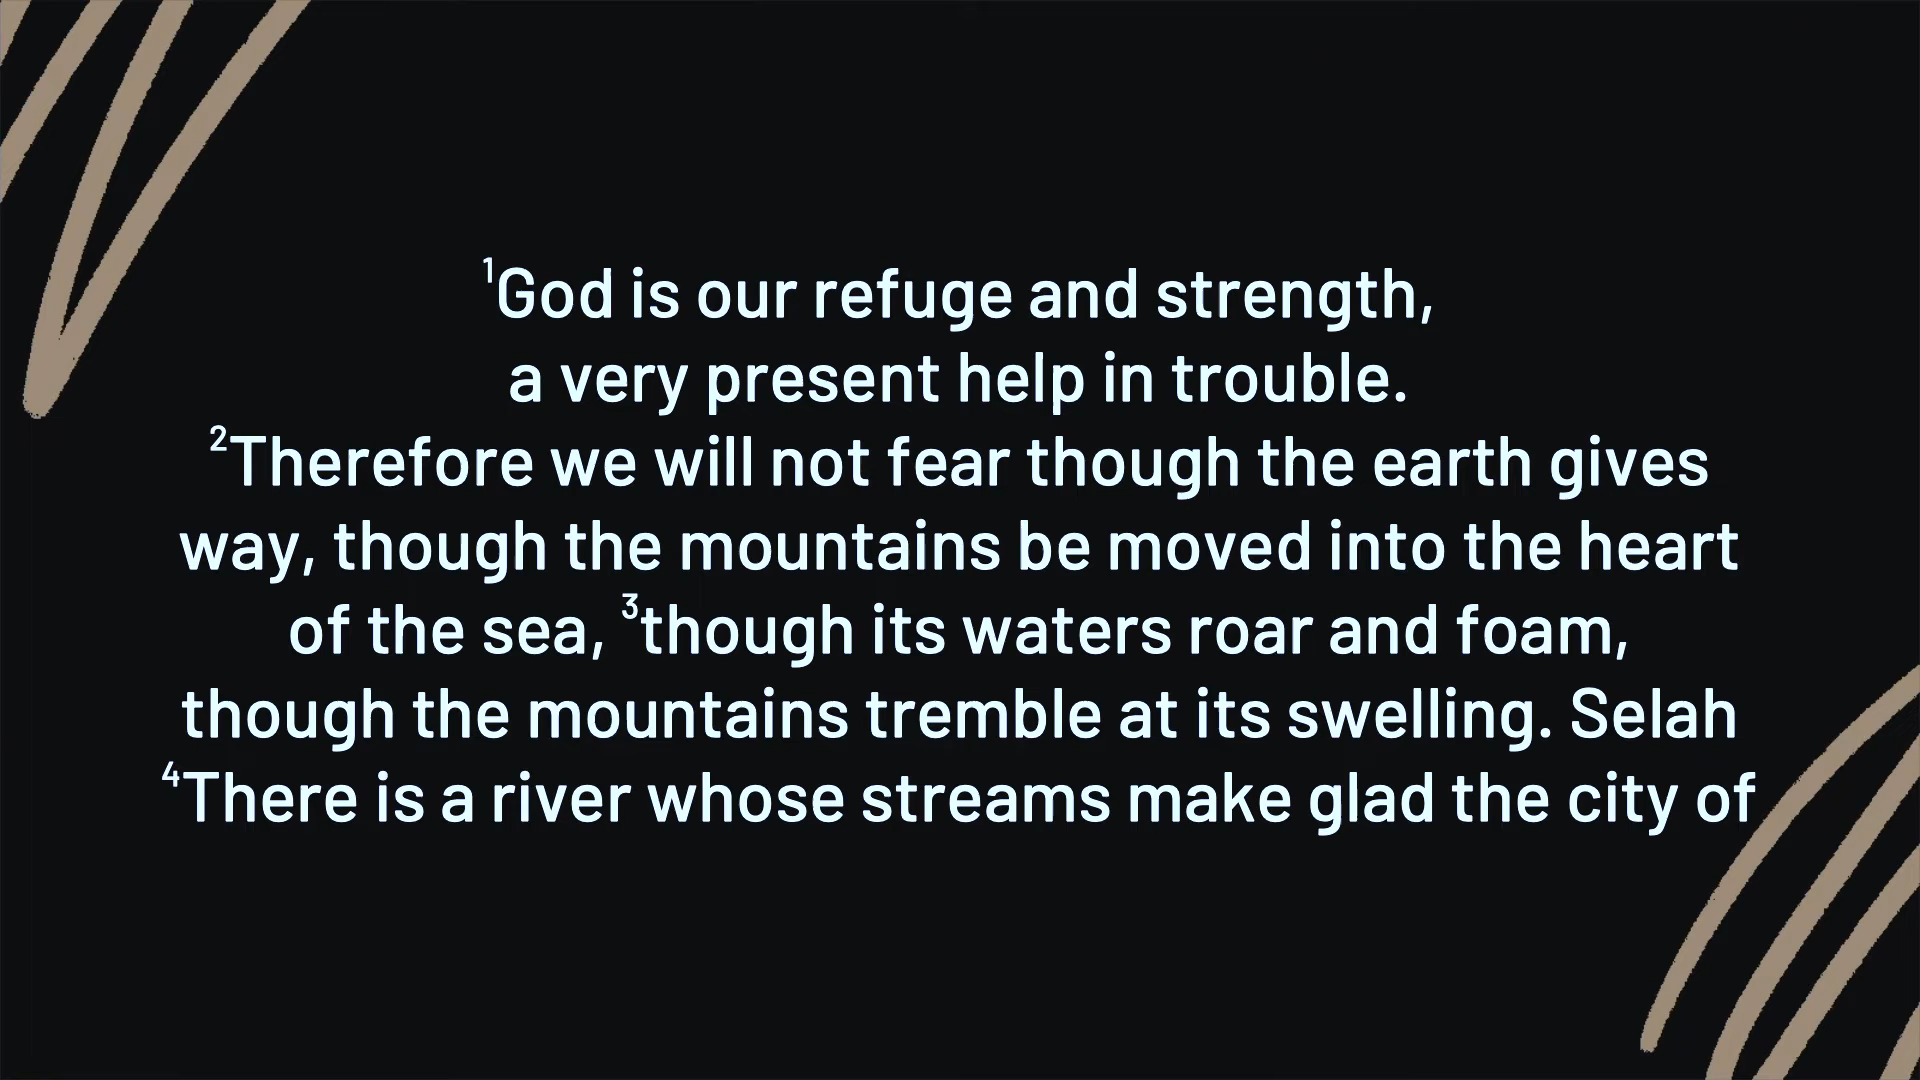 ¹God is our refuge and strength,
a very present help in trouble.
²Therefore we will not fear though the earth gives
way, though the mountains be moved into the heart
of the sea, ³though its waters roar and foam,
though the mountains tremble at its swelling. Selah
⁴There is a river whose streams make glad the city of